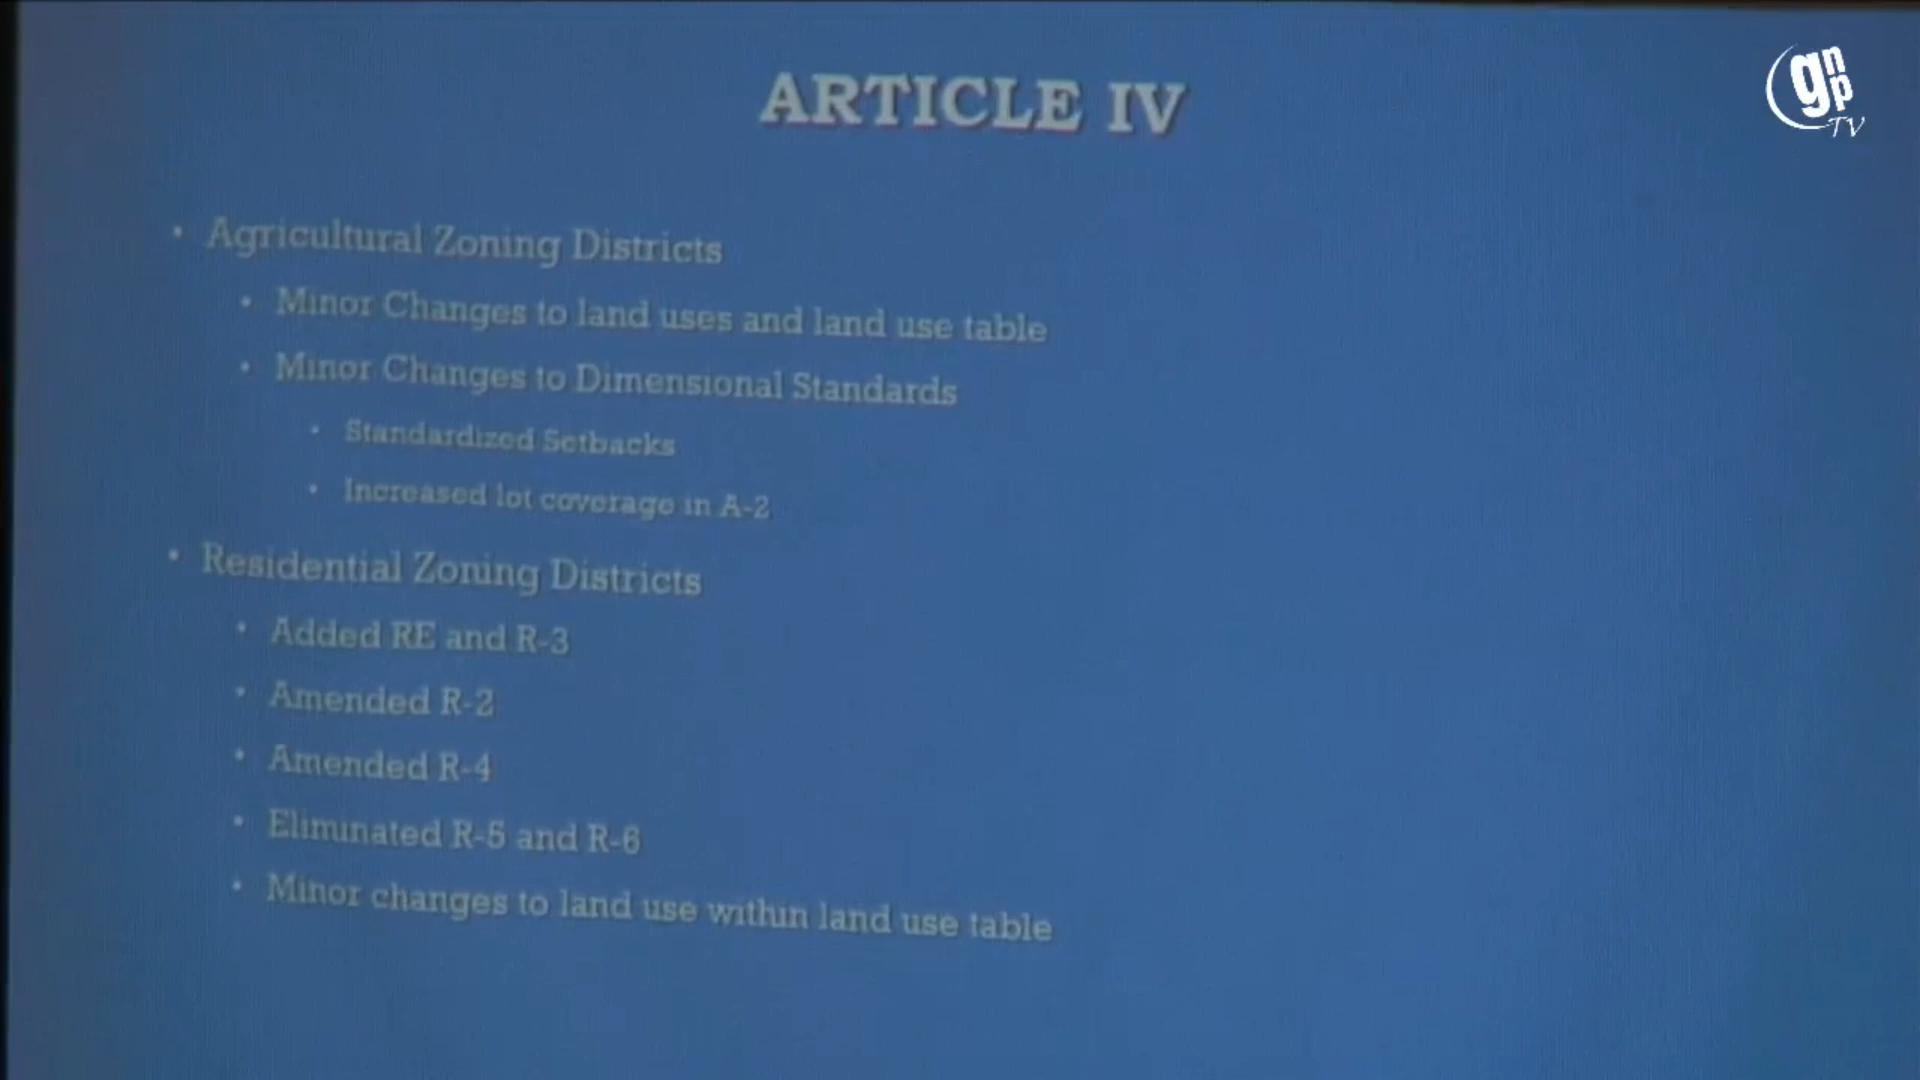 ARTICLE IV
gnp
TV
• Agricultural Zoning Districts
• Minor Changes to land uses and land use table
• Minor Changes to Dimensional Standards
• Standardized Setbacks
• Increased lot coverage in A-2
• Residential Zoning Districts
• Added RE and R-3
• Amended R-2
• Amended R-4
• Eliminated R-5 and R-6
• Minor changes to land use within land use table